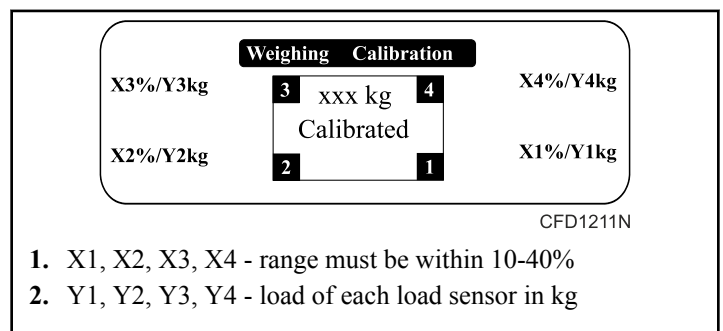 Weighing Calibration
X3%/Y3kg
3 xxx kg 4
X4%/Y4kg
Calibrated
X2%/Y2kg
2
1
X1%/Y1kg
CFD1211N
1. X1, X2, X3, X4 - range must be within 10-40%
2. Y1, Y2, Y3, Y4 - load of each load sensor in kg